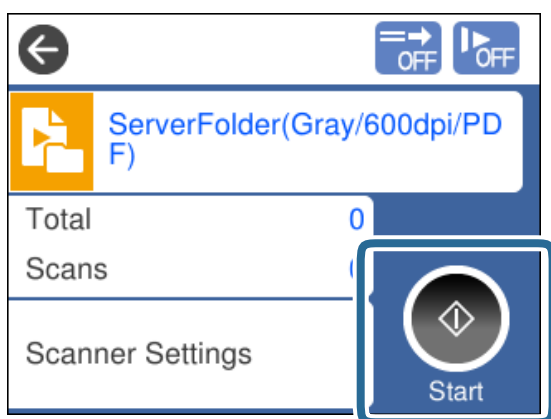 OFF OFF
ServerFolder(Gray/600dpi/PD
F)
Total 0
Scans
Scanner Settings
Start